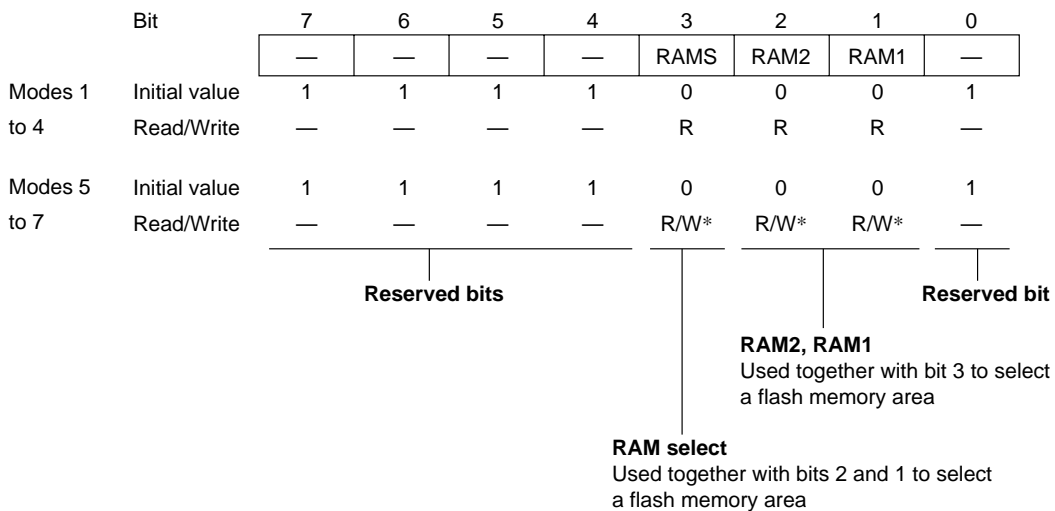 Bit 7 6 5 4 3 2 1 0
— — — — RAMS RAM2 RAM1 —
Modes 1 Initial value 1 1 1 1 0 0 0 1
to 4 Read/Write — — — — R R R —
Modes 5 Initial value 1 1 1 1 0 0 0 1
to 7 Read/Write — — — — R/W* R/W* R/W* —
Reserved bits Reserved bit
RAM2, RAM1
Used together with bit 3 to select
a flash memory area
RAM select
Used together with bits 2 and 1 to select
a flash memory area